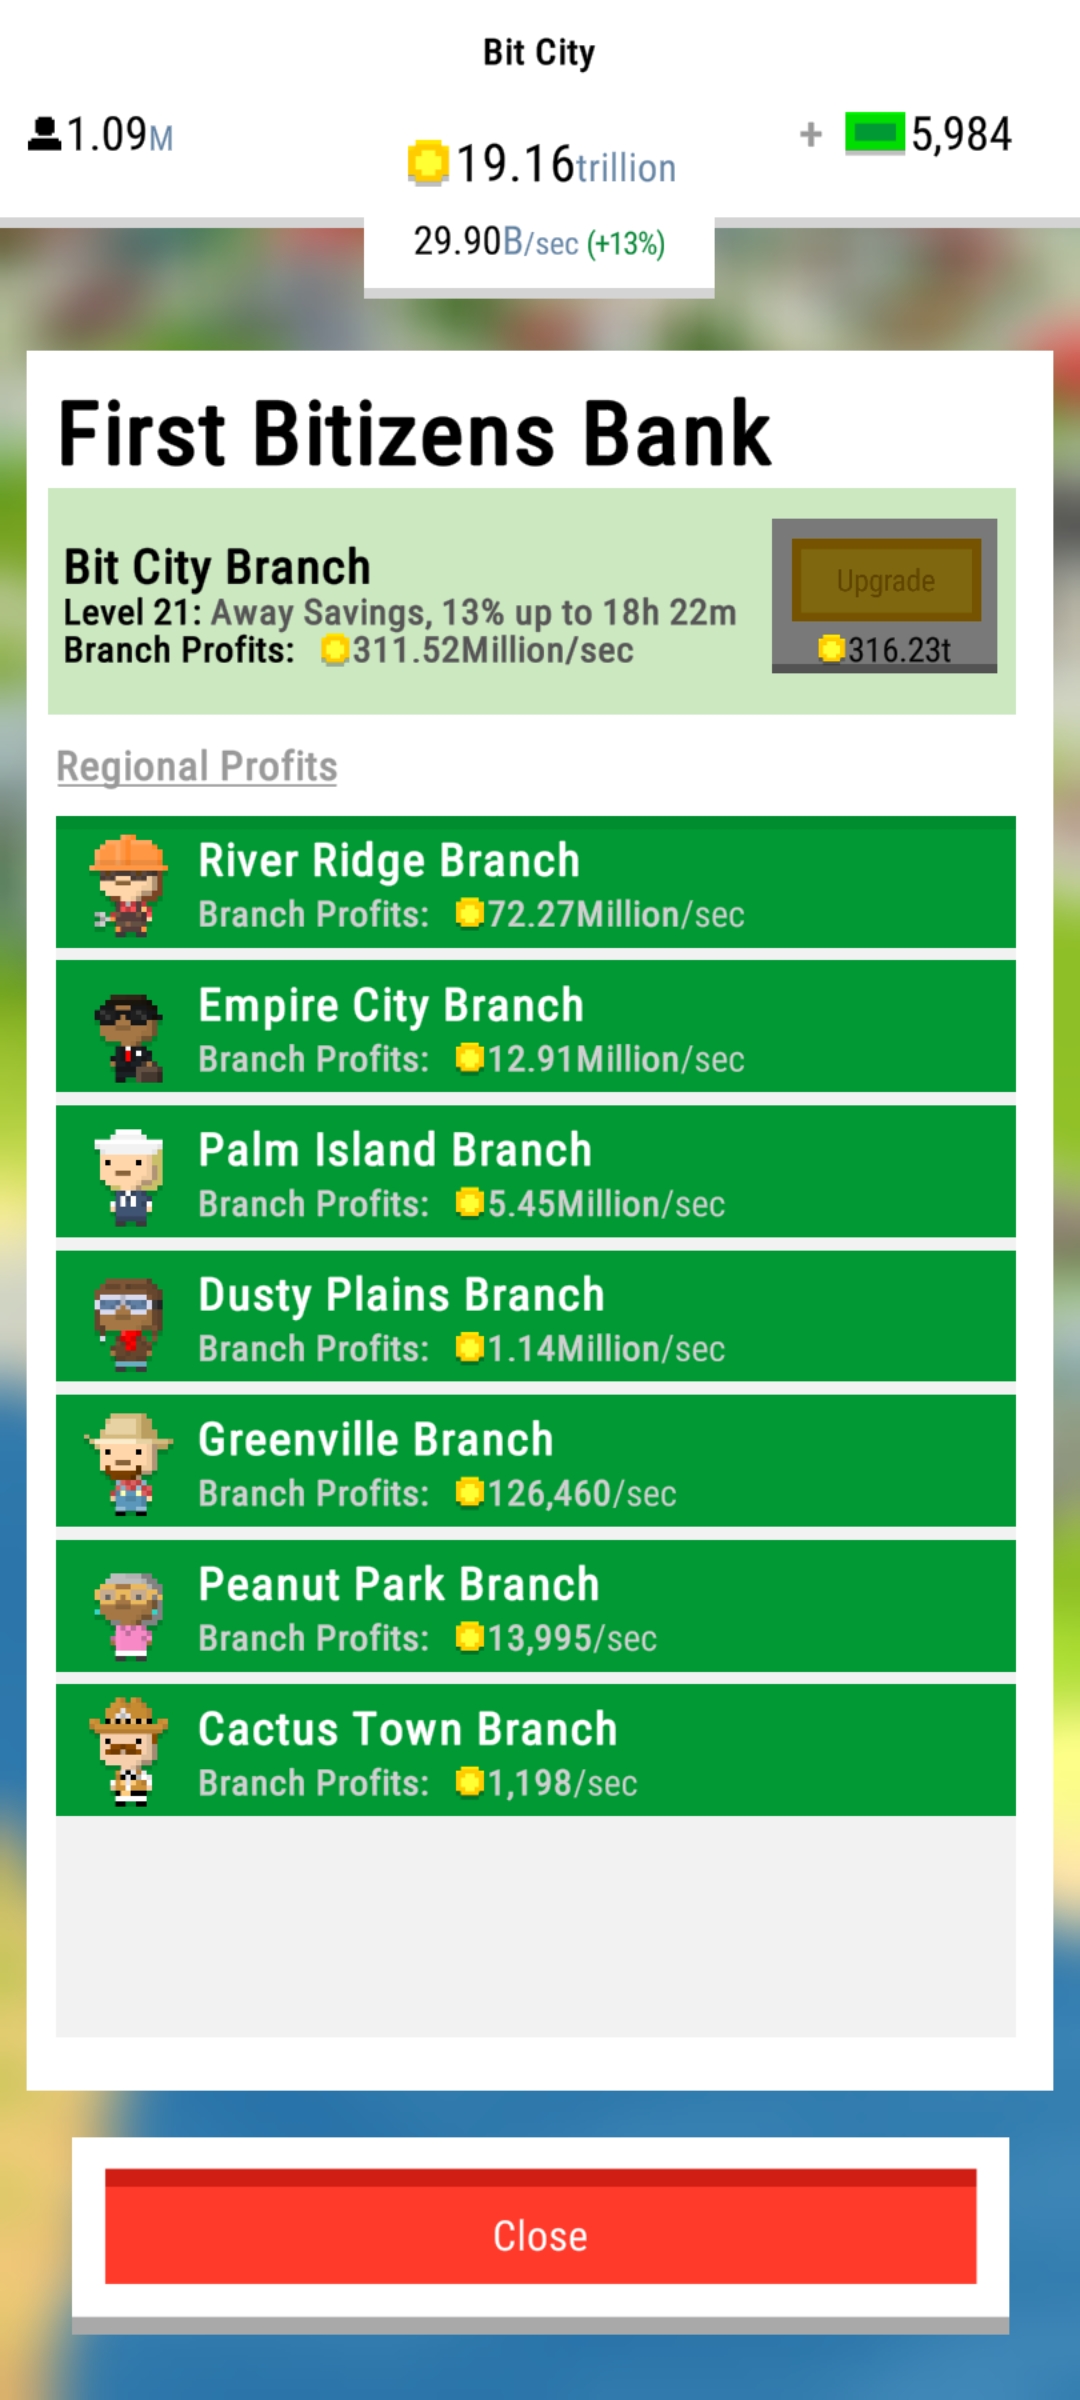 Bit City
1.09M
19.16trillion
+ 5,984
29.90B/sec (+13%)
First Bitizens Bank
Bit City Branch
Level 21: Away Savings, 13% up to 18h 22m
Branch Profits: 311.52Million/sec
Upgrade
316.23t
Regional Profits
River Ridge Branch
Branch Profits: 72.27Million/sec
Empire City Branch
Branch Profits: 12.91Million/sec
Palm Island Branch
Branch Profits: 5.45Million/sec
Dusty Plains Branch
Branch Profits: 1.14Million/sec
Greenville Branch
Branch Profits: 126,460/sec
Peanut Park Branch
Branch Profits: 13,995/sec
Cactus Town Branch
Branch Profits: 1,198/sec
Close